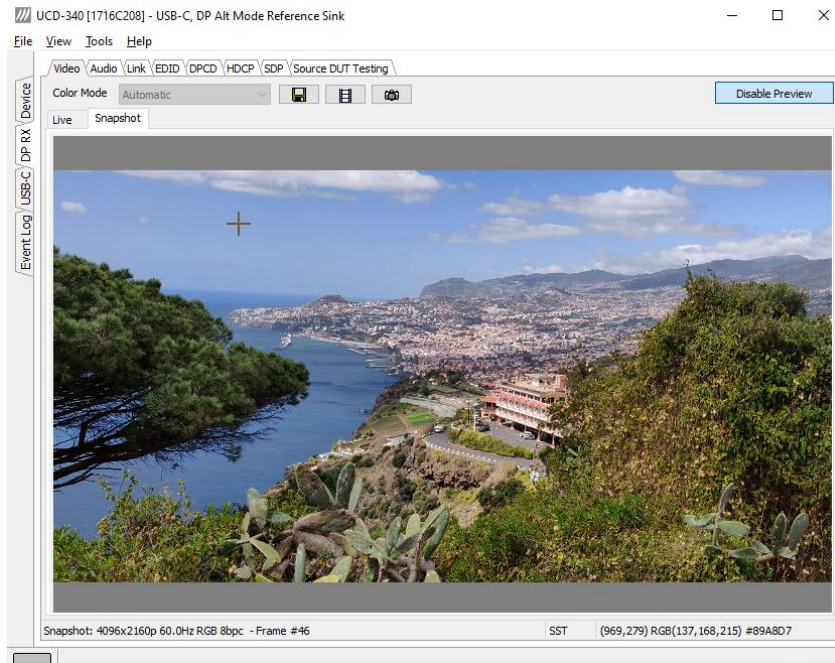 UCD-340 [1716C208] - USB-C, DP Alt Mode Reference Sink
File View Tools Help
Video Audio Link EDID DPCD HDCP SDP Source DUT Testing
Color Mode Automatic Disable Preview
Live Snapshot
Device
DP RX
USB-C
Event Log
Snapshot: 4096x2160p 60.0Hz RGB 8bpc - Frame #46 SST (969,279) RGB(137,168,215) #89A8D7